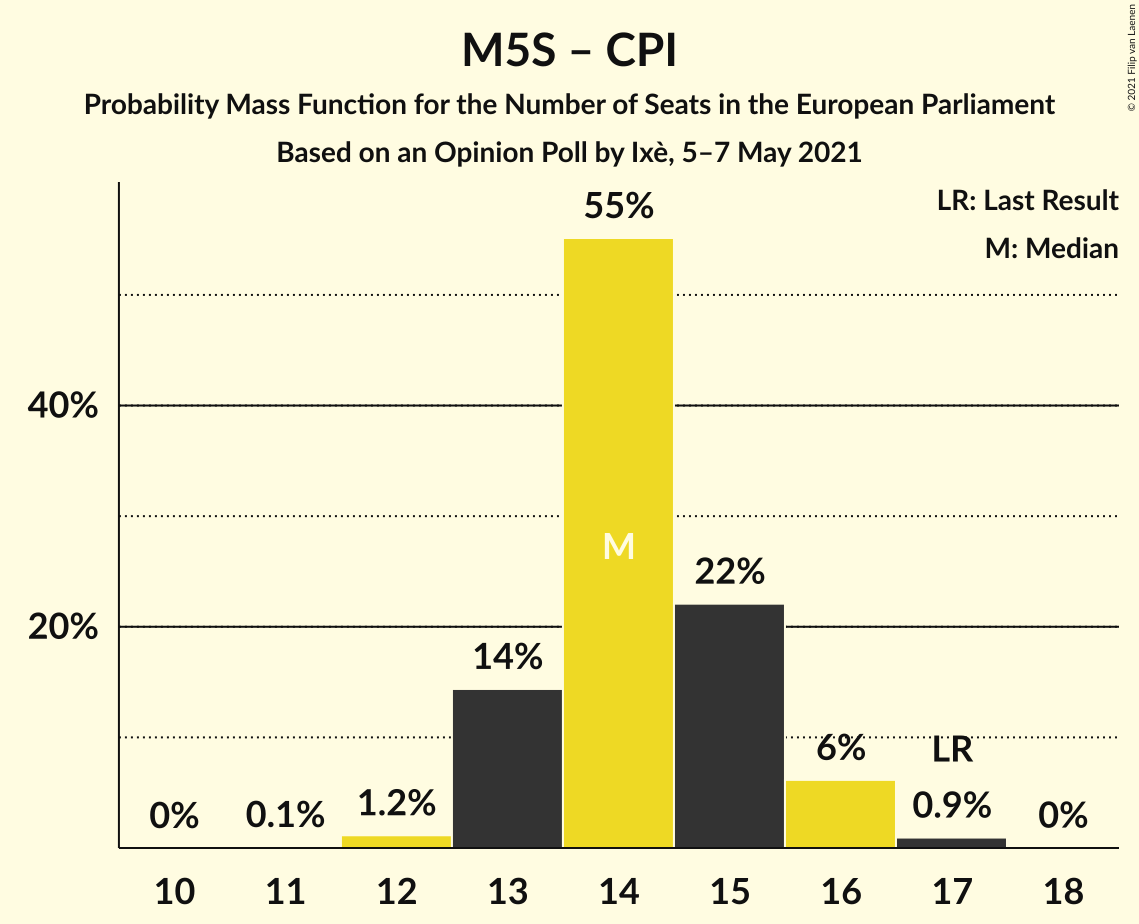 M5S – CPI
Probability Mass Function for the Number of Seats in the European Parliament
Based on an Opinion Poll by Ixè, 5–7 May 2021
© 2021 Filip van Laenen
LR: Last Result
M: Median
40%
20%
0%
0.1%
1.2%
14%
55%
M
22%
6%
LR
0.9%
0%
10 11 12 13 14 15 16 17 18